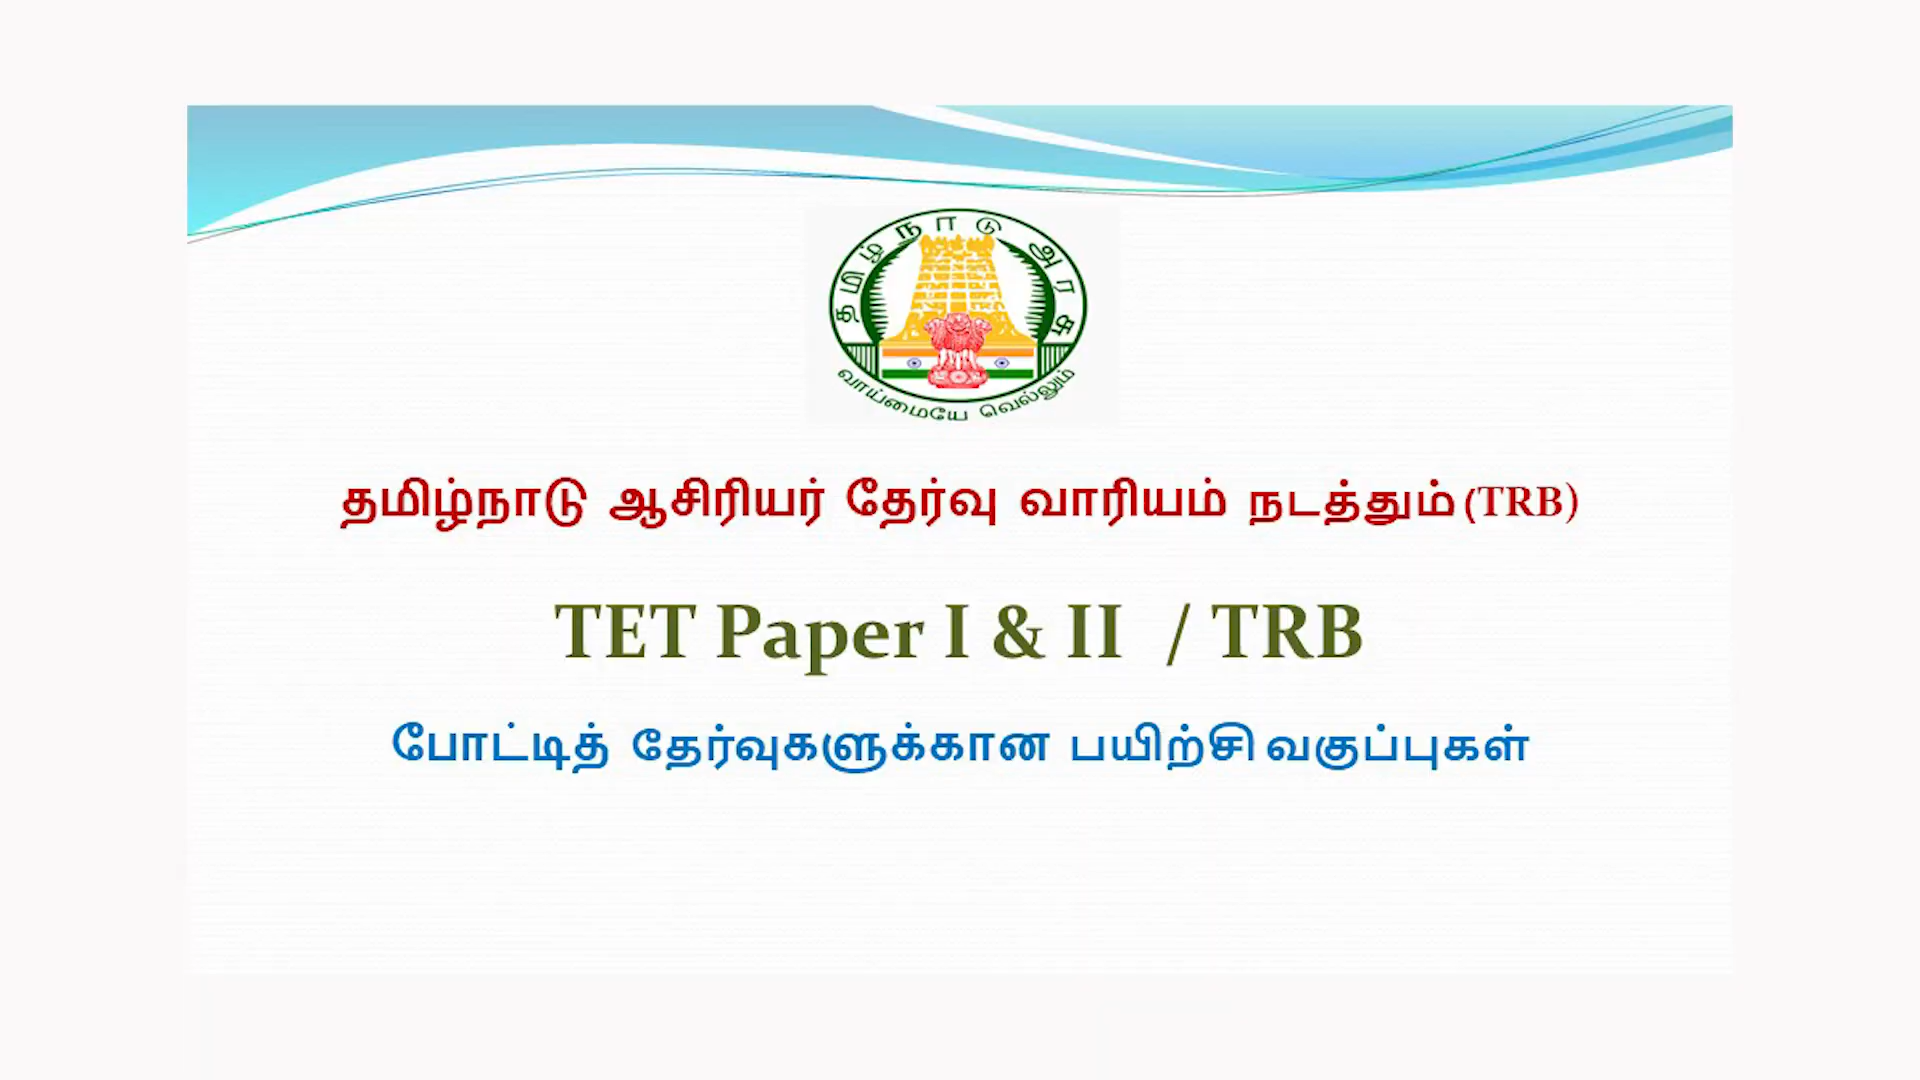 தமிழ்நாடு அரசு
வாய்மையே வெல்லும்
தமிழ்நாடு ஆசிரியர் தேர்வு வாரியம் நடத்தும் (TRB)
TET Paper I & II / TRB
போட்டித் தேர்வுகளுக்கான பயிற்சி வகுப்புகள்